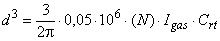 d³ = 3/2π · 0,05 · 10⁶ · (N) · I_gas · C_rt